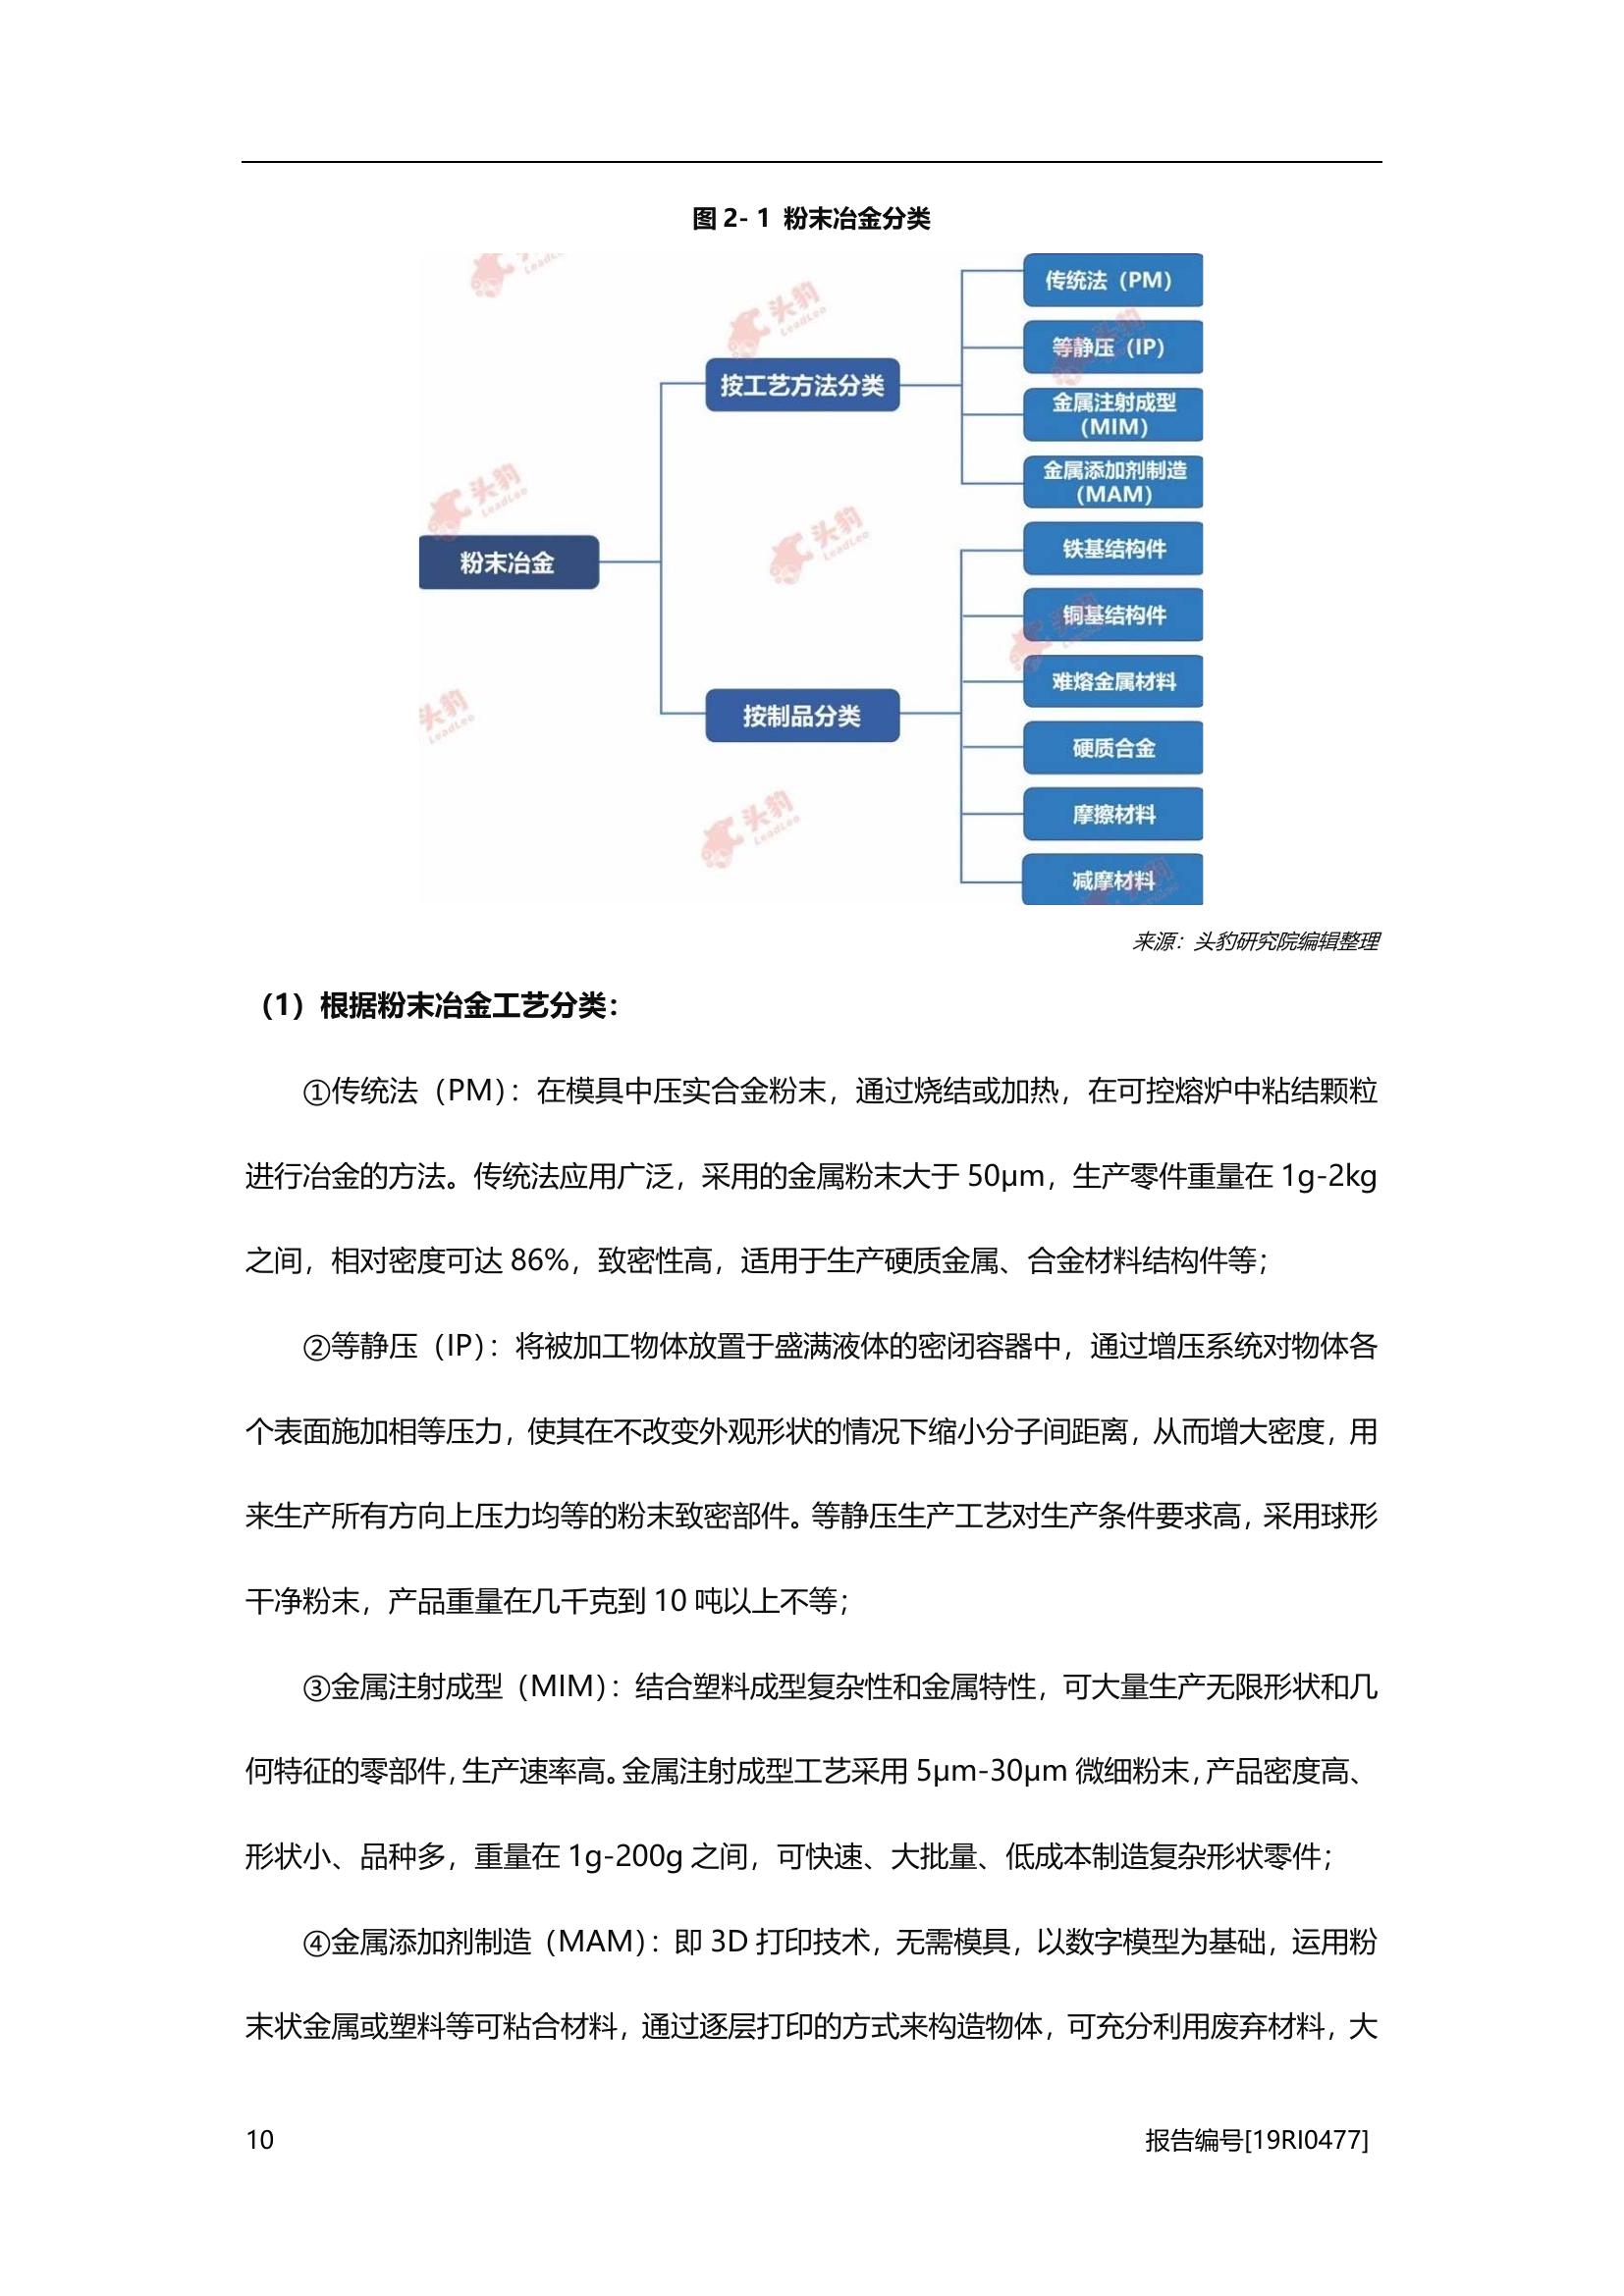 图 2- 1 粉末冶金分类
传统法（PM）
等静压（IP）
按工艺方法分类
金属注射成型
（MIM）
金属添加剂制造
（MAM）
粉末冶金
铁基结构件
铜基结构件
难熔金属材料
按制品分类
硬质合金
摩擦材料
减摩材料
头豹
LeadLeo
头豹
LeadLeo
头豹
LeadLeo
头豹
LeadLeo
头豹
LeadLeo
来源：头豹研究院编辑整理
（1）根据粉末冶金工艺分类：
①传统法（PM）：在模具中压实合金粉末，通过烧结或加热，在可控熔炉中粘结颗粒
进行冶金的方法。传统法应用广泛，采用的金属粉末大于 50μm，生产零件重量在 1g-2kg
之间，相对密度可达 86%，致密性高，适用于生产硬质金属、合金材料结构件等；
②等静压（IP）：将被加工物体放置于盛满液体的密闭容器中，通过增压系统对物体各
个表面施加相等压力，使其在不改变外观形状的情况下缩小分子间距离，从而增大密度，用
来生产所有方向上压力均等的粉末致密部件。等静压生产工艺对生产条件要求高，采用球形
干净粉末，产品重量在几千克到 10 吨以上不等；
③金属注射成型（MIM）：结合塑料成型复杂性和金属特性，可大量生产无限形状和几
何特征的零部件，生产速率高。金属注射成型工艺采用 5μm-30μm 微细粉末，产品密度高、
形状小、品种多，重量在 1g-200g 之间，可快速、大批量、低成本制造复杂形状零件；
④金属添加剂制造（MAM）：即 3D 打印技术，无需模具，以数字模型为基础，运用粉
末状金属或塑料等可粘合材料，通过逐层打印的方式来构造物体，可充分利用废弃材料，大
10
报告编号[19RI0477]